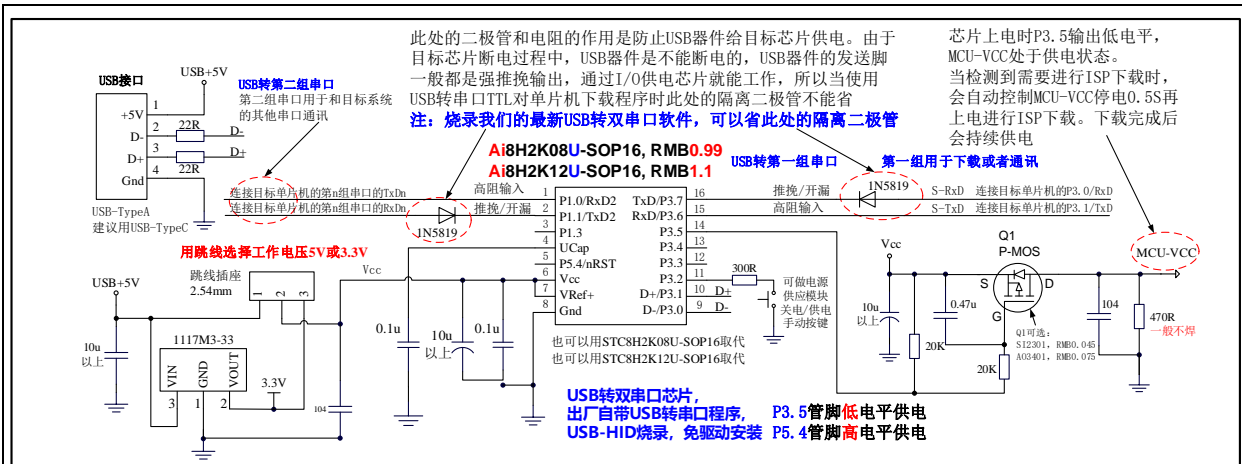 此处的二极管和电阻的作用是防止USB器件给目标芯片供电。由于
目标芯片断电过程中，USB器件是不能断电的，USB器件的发送脚
一般都是强推挽输出，通过I/O供电芯片就能工作，所以当使用
USB转串口TTL对单片机下载程序时此处的隔离二极管不能省
注：烧录我们的最新USB转双串口软件，可以省此处的隔离二极管
芯片上电时P3.5输出低电平，
MCU-VCC处于供电状态。
当检测到需要进行ISP下载时，
会自动控制MCU-VCC停电0.5S再
上电进行ISP下载。下载完成后
会持续供电
USB接口
USB+5V
+5V
1
D-
2
22R
D-
D+
3
D+
22R
Gnd
4
USB-TypeA
建议用USB-TypeC
USB转第二组串口
第二组串口用于和目标系统
的其他串口通讯
连接目标单片机的第n组串口的TxDn
连接目标单片机的第n组串口的RxDn
高阻输入
推挽/开漏
1N5819
Ai8H2K08U-SOP16, RMB0.99
Ai8H2K12U-SOP16, RMB1.1
USB转第一组串口
第一组用于下载或者通讯
1
P1.0/RxD2
TxD/P3.7
16
2
P1.1/TxD2
RxD/P3.6
15
3
P1.3
P3.5
14
4
UCap
P3.4
13
5
P5.4/nRST
P3.3
12
6
Vcc
P3.2
11
7
VRef+
D+/P3.1
10
D+
8
Gnd
D-/P3.0
9
D-
推挽/开漏
1N5819
S-RxD
连接目标单片机的P3.0/RxD
高阻输入
S-TxD
连接目标单片机的P3.1/TxD
用跳线选择工作电压5V或3.3V
跳线插座
2.54mm
1
2
3
USB+5V
Vcc
10u
以上
1117M3-33
VIN
GND
VOUT
3
1
2
3.3V
104
0.1u
10u
以上
0.1u
300R
可做电源
供应模块
关电/供电
手动按键
也可以用STC8H2K08U-SOP16取代
也可以用STC8H2K12U-SOP16取代
Vcc
10u
以上
0.47u
20K
20K
Q1
P-MOS
S
D
G
Q1可选：
SI2301, RMB0.045
AO3401, RMB0.075
MCU-VCC
104
470R
一般不焊
USB转双串口芯片，
出厂自带USB转串口程序，
USB-HID烧录，免驱动安装
P3.5管脚低电平供电
P5.4管脚高电平供电